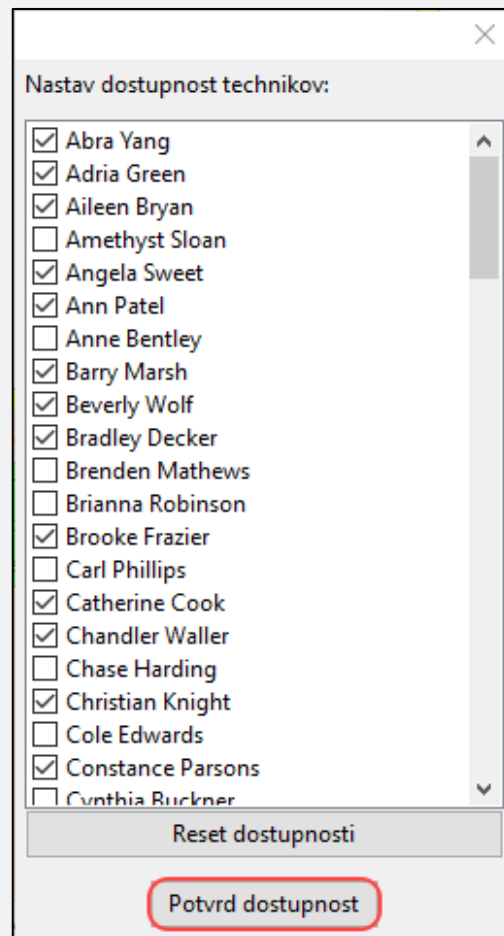 Nastav dostupnost technikov:
Abra Yang
Adria Green
Aileen Bryan
Amethyst Sloan
Angela Sweet
Ann Patel
Anne Bentley
Barry Marsh
Beverly Wolf
Bradley Decker
Brenden Mathews
Brianna Robinson
Brooke Frazier
Carl Phillips
Catherine Cook
Chandler Waller
Chase Harding
Christian Knight
Cole Edwards
Constance Parsons
Cynthia Buckner
Reset dostupnosti
Potvrd dostupnost